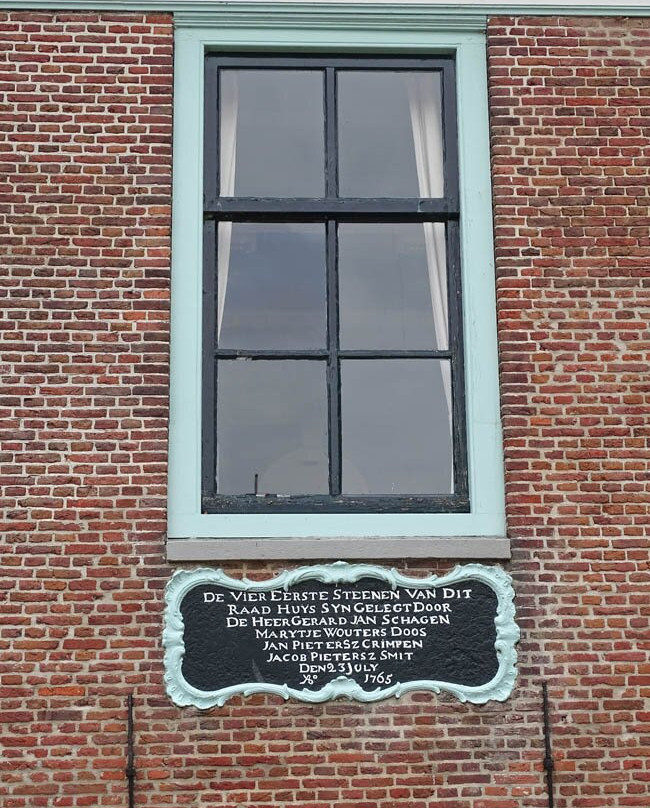 DE VIER EERSTE STEENEN VAN DIT
RAAD HUYS SYN GELEGT DOOR
DE HEER GERARD JAN SCHAGEN
MARYTJE WOUTERS DOOS
JAN PIETERSZ CRIMPEN
JACOB PIETERSZ SMIT
DEN 23 JULY
Aº 1765